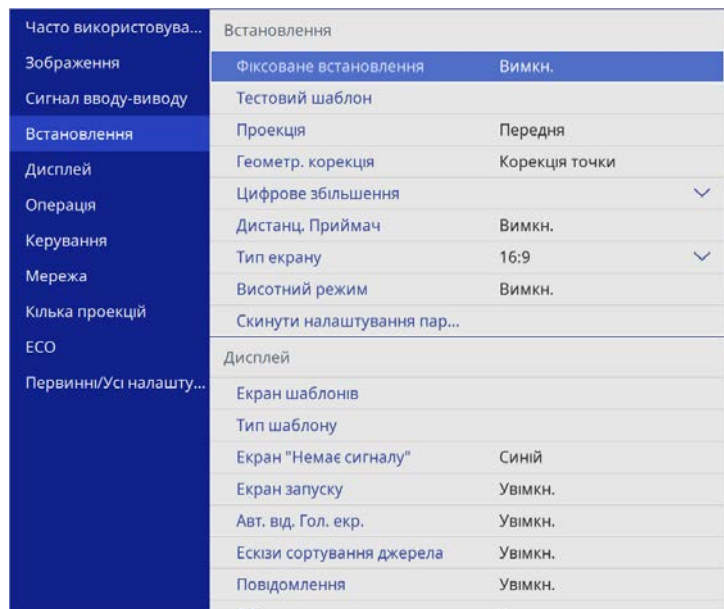 Часто використовува...
Зображення
Сигнал вводу-виводу
Встановлення
Дисплей
Операція
Керування
Мережа
Кілька проекцій
ECO
Первинні/Усі налашту...
Встановлення
Фіксоване встановлення Вимкн.
Тестовий шаблон
Проекція Передня
Геометр. корекція Корекція точки
Цифрове збільшення
Дистанц. Приймач Вимкн.
Тип екрану 16:9
Висотний режим Вимкн.
Скинути налаштування пар...
Дисплей
Екран шаблонів
Тип шаблону
Екран "Немає сигналу" Синій
Екран запуску Увімкн.
Авт. від. Гол. екр. Увімкн.
Ескізи сортування джерела Увімкн.
Повідомлення Увімкн.